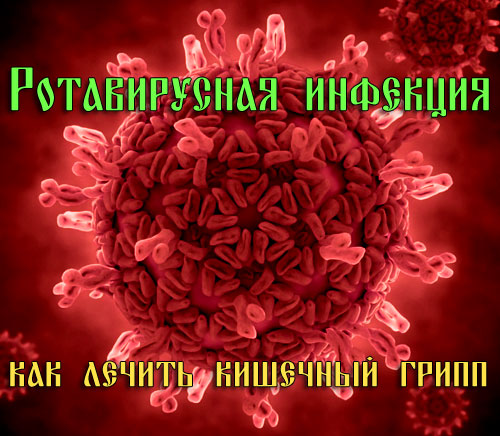 Ротавирусная инфекция
как лечить кишечный грипп